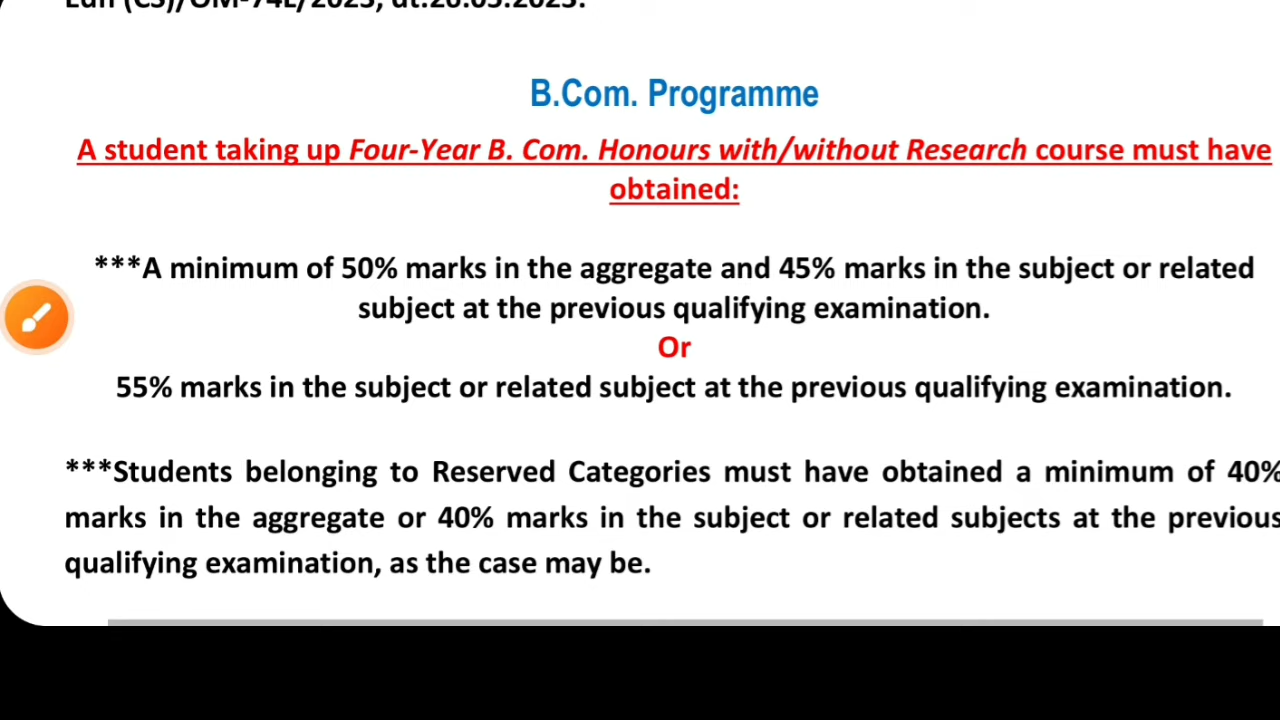 B.Com. Programme
A student taking up Four-Year B. Com. Honours with/without Research course must have
obtained:
***A minimum of 50% marks in the aggregate and 45% marks in the subject or related
subject at the previous qualifying examination.
Or
55% marks in the subject or related subject at the previous qualifying examination.
***Students belonging to Reserved Categories must have obtained a minimum of 40%
marks in the aggregate or 40% marks in the subject or related subjects at the previous
qualifying examination, as the case may be.